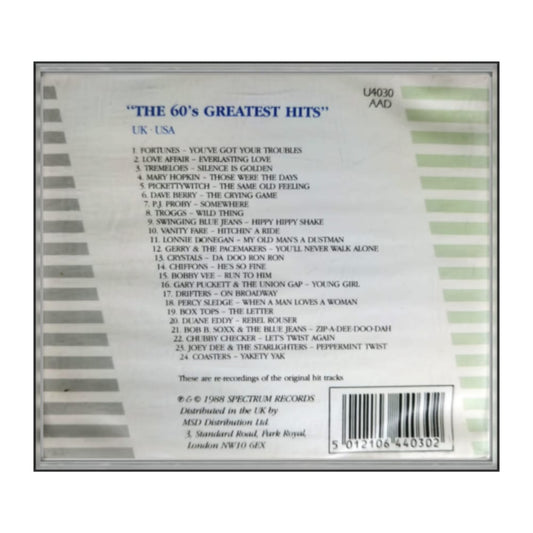 U4030
AAD
"THE 60's GREATEST HITS"
UK · USA
1. FORTUNES – YOU'VE GOT YOUR TROUBLES
2. LOVE AFFAIR – EVERLASTING LOVE
3. TREMELOES – SILENCE IS GOLDEN
4. MARY HOPKIN – THOSE WERE THE DAYS
5. PICKETTYWITCH – THE SAME OLD FEELING
6. DAVE BERRY – THE CRYING GAME
7. P.J. PROBY – SOMEWHERE
8. TROGGS – WILD THING
9. SWINGING BLUE JEANS – HIPPY HIPPY SHAKE
10. VANITY FARE – HITCHIN' A RIDE
11. LONNIE DONEGAN – MY OLD MAN'S A DUSTMAN
12. GERRY & THE PACEMAKERS – YOU'LL NEVER WALK ALONE
13. CRYSTALS – DA DOO RON RON
14. CHIFFONS – HE'S SO FINE
15. BOBBY VEE – RUN TO HIM
16. GARY PUCKETT & THE UNION GAP – YOUNG GIRL
17. DRIFTERS – ON BROADWAY
18. PERCY SLEDGE – WHEN A MAN LOVES A WOMAN
19. BOX TOPS – THE LETTER
20. DUANE EDDY – REBEL ROUSER
21. BOB B. SOXX & THE BLUE JEANS – ZIP-A-DEE-DOO-DAH
22. CHUBBY CHECKER – LET'S TWIST AGAIN
23. JOEY DEE & THE STARLIGHTERS – PEPPERMINT TWIST
24. COASTERS – YAKETY YAK
These are re-recordings of the original hit tracks
℗ & © 1988 SPECTRUM RECORDS
Distributed in the UK by
MSD Distribution Ltd.
3, Standard Road, Park Royal,
London NW10 6EX
5 012106 440302